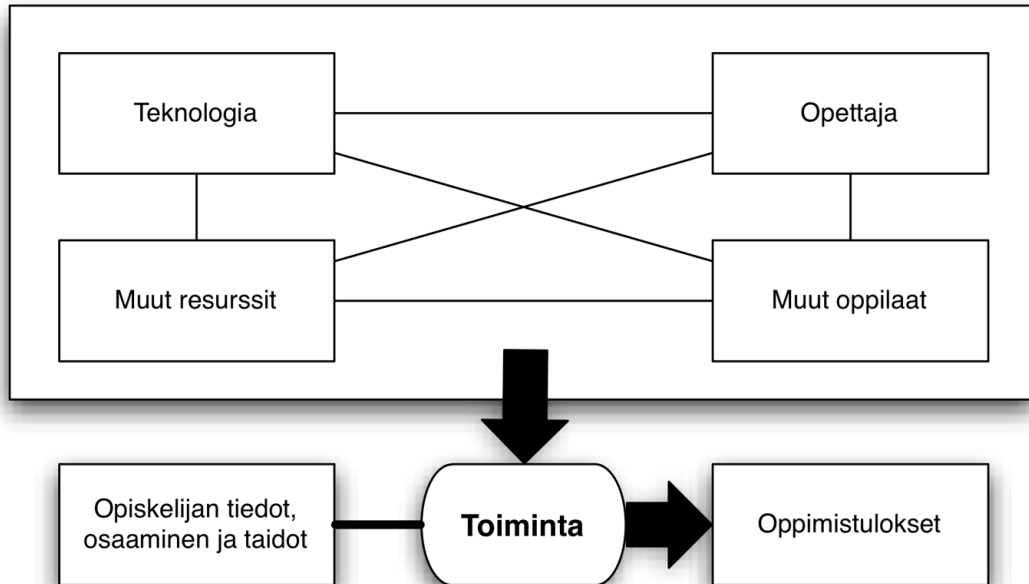 Teknologia
Opettaja
Muut resurssit
Muut oppilaat
Opiskelijan tiedot,
osaaminen ja taidot
Toiminta
Oppimistulokset